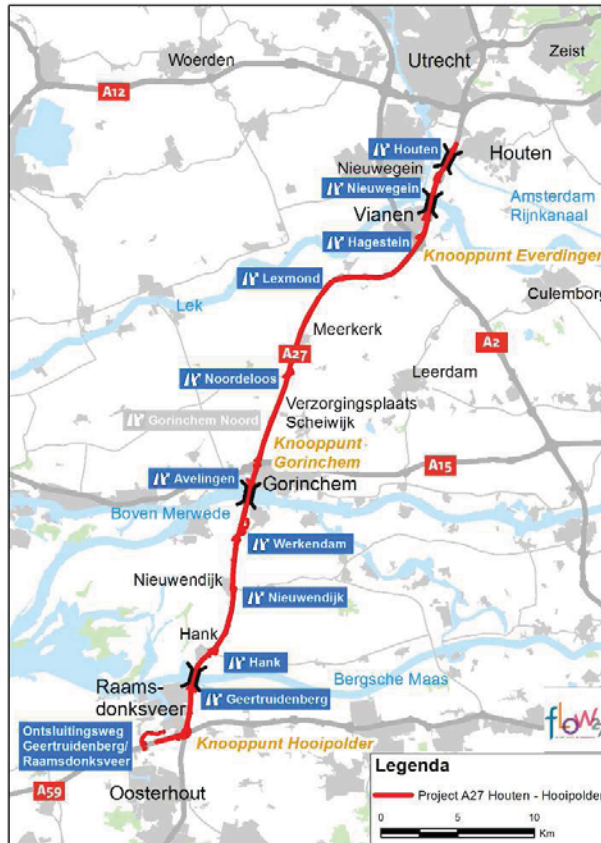 Woerden
Utrecht
Zeist
A12
Houten
Houten
Nieuwegein
Nieuwegein
Amsterdam
Rijnkanaal
Vianen
Hagestein
Knooppunt Everdingen
Lexmond
Culemborg
Lek
Meerkerk
A27
A2
Leerdam
Noordeloos
Verzorgingsplaats
Scheiwijk
Gorinchem Noord
Knooppunt
Gorinchem
A15
Avelingen
Gorinchem
Boven Merwede
Werkendam
Nieuwendijk
Nieuwendijk
Hank
Hank
Bergsche Maas
Raams-
donksveer
Geertruidenberg
Ontsluitingsweg
Geertruidenberg/
Raamsdonksveer
Knooppunt Hooipolder
A59
Oosterhout
Legenda
Project A27 Houten - Hooipolder
0 5 10
Km